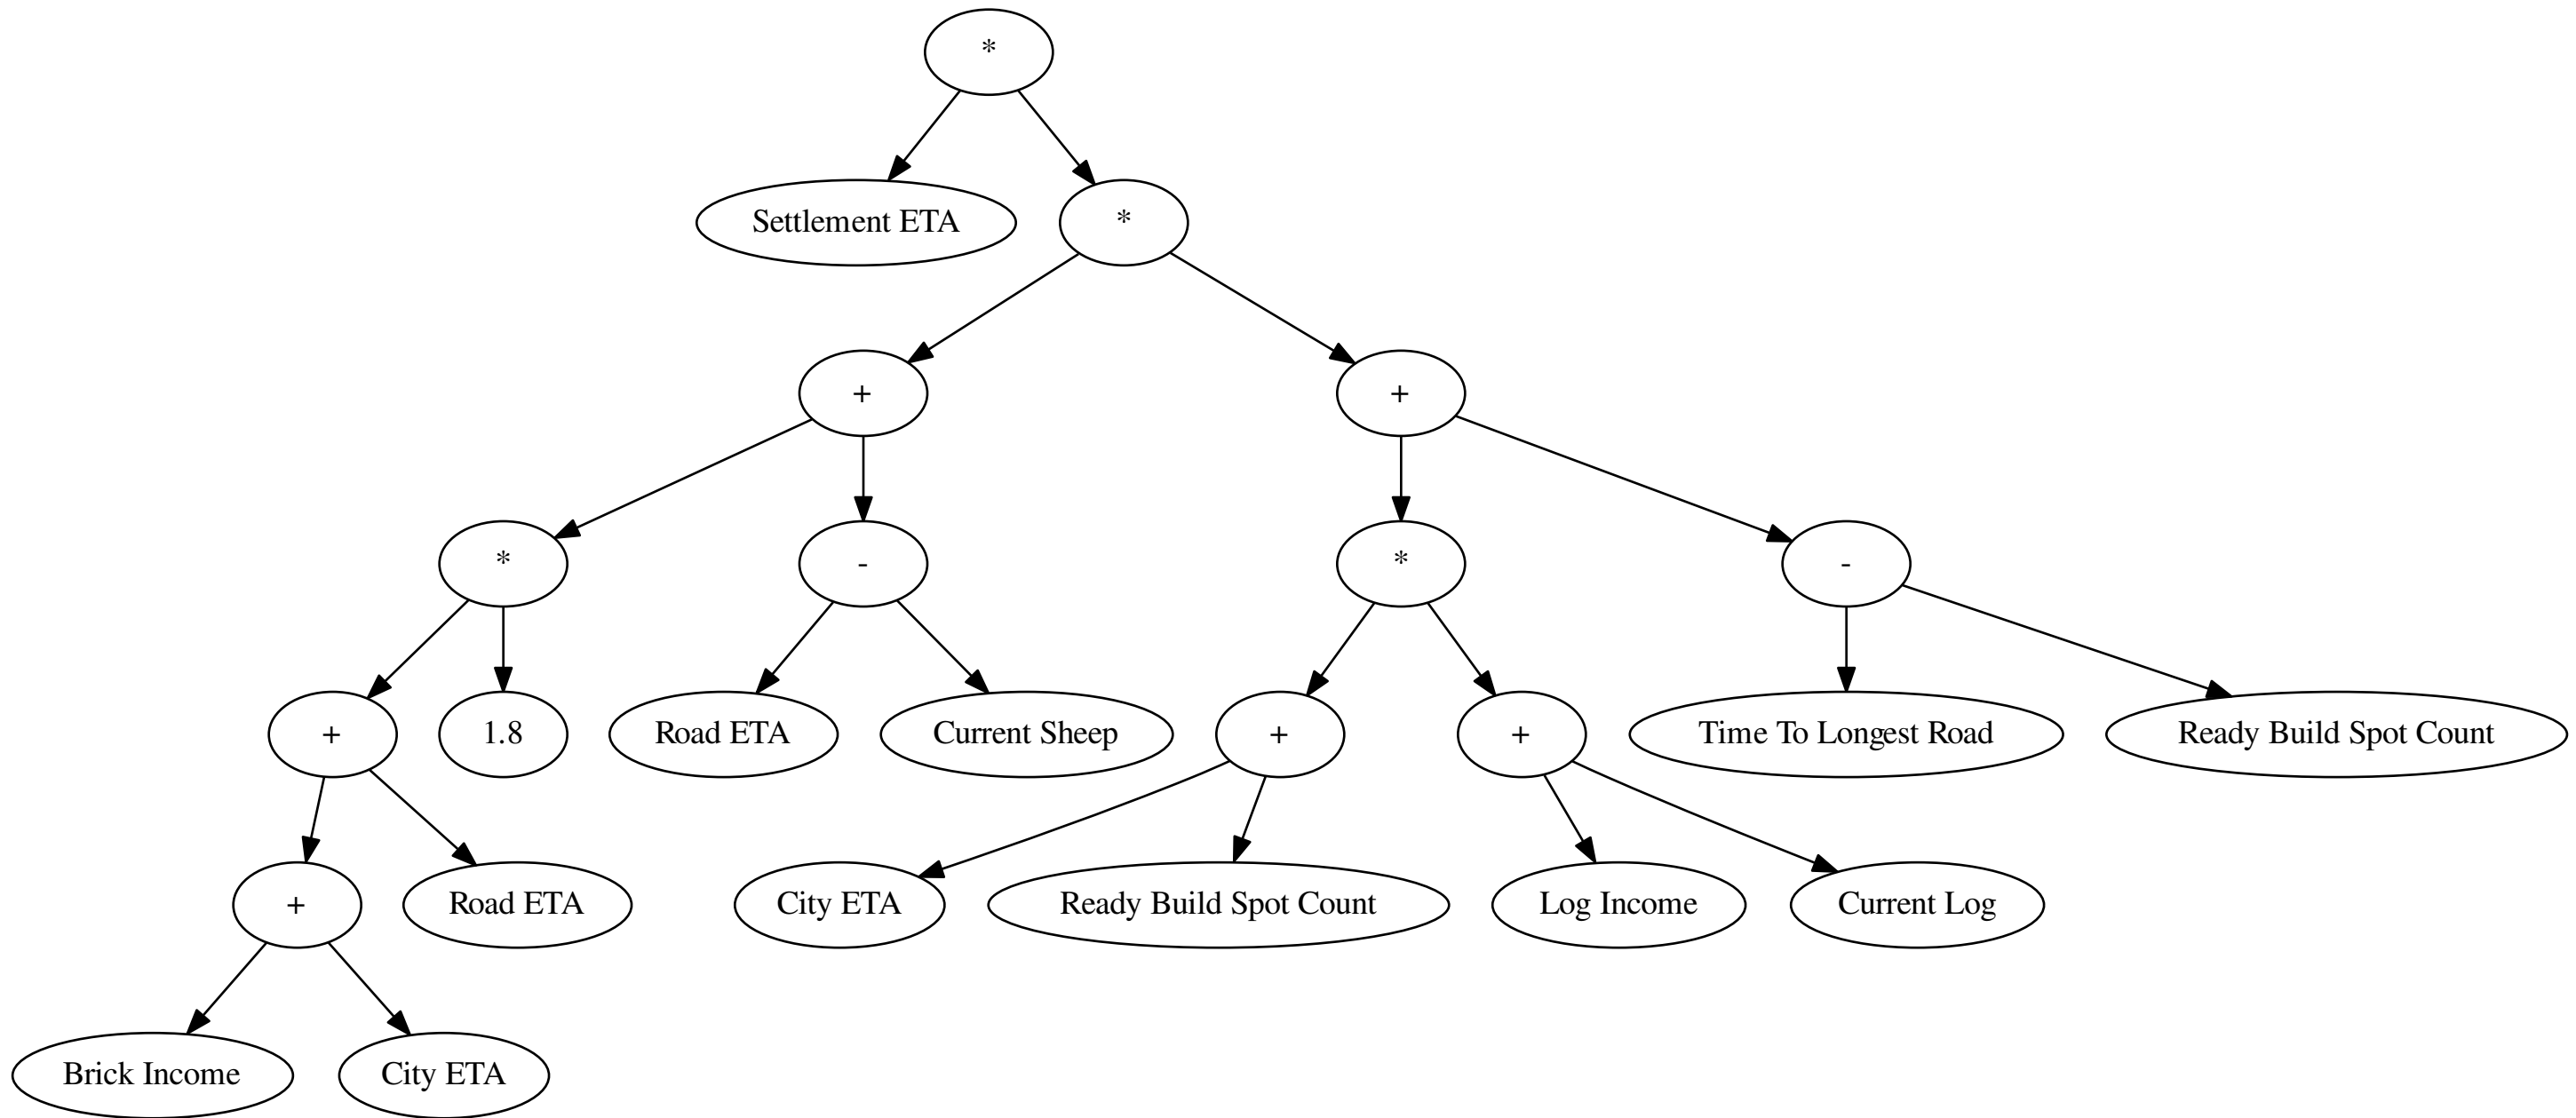 *
Settlement ETA
*
+
+
*
-
*
-
+
1.8
Road ETA
Current Sheep
+
+
Time To Longest Road
Ready Build Spot Count
+
Road ETA
City ETA
Ready Build Spot Count
Log Income
Current Log
Brick Income
City ETA